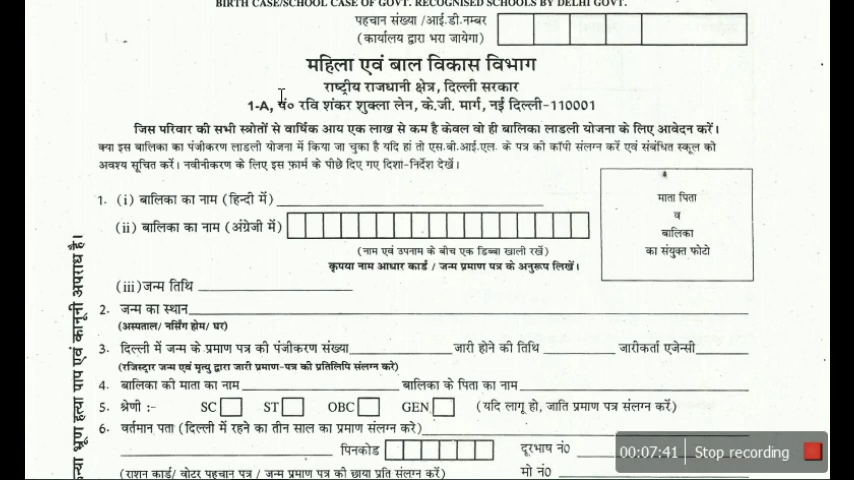 BIRTH CASE/SCHOOL CASE OF GOVT. RECOGNISED SCHOOLS BY DELHI GOVT.
पहचान संख्या /आई.डी.नम्बर
(कार्यालय द्वारा भरा जायेगा)
महिला एवं बाल विकास विभाग
राष्ट्रीय राजधानी क्षेत्र, दिल्ली सरकार
1-A, पं० रवि शंकर शुक्ला लेन, के.जी. मार्ग, नई दिल्ली-110001
जिस परिवार की सभी स्त्रोतों से वार्षिक आय एक लाख से कम है केवल वो ही बालिका लाडली योजना के लिए आवेदन करें।
क्या इस बालिका का पंजीकरण लाडली योजना में किया जा चुका है यदि हां तो एस.बी.आई.एल. के पत्र की कॉपी संलग्न करें एवं संबंधित स्कूल को
अवश्य सूचित करें। नवीनीकरण के लिए इस फ़ार्म के पीछे दिए गए दिशा-निर्देश देखें।
माता पिता
व
बालिका
का संयुक्त फोटो
1. (i) बालिका का नाम (हिन्दी में)
(ii) बालिका का नाम (अंग्रेजी में)
(नाम एवं उपनाम के बीच एक डिब्बा खाली रखें)
कृपया नाम आधार कार्ड / जन्म प्रमाण पत्र के अनुरूप लिखें।
(iii) जन्म तिथि
2. जन्म का स्थान
(अस्पताल/ नर्सिंग होम/ घर)
3. दिल्ली में जन्म के प्रमाण पत्र की पंजीकरण संख्या जारी होने की तिथि जारीकर्ता एजेन्सी
(रजिस्ट्रार जन्म एवं मृत्यु द्वारा जारी प्रमाण-पत्र की प्रतिलिपि संलग्न करे)
4. बालिका की माता का नाम बालिका के पिता का नाम
5. श्रेणी :- SC ST OBC GEN (यदि लागू हो, जाति प्रमाण पत्र संलग्न करें)
6. वर्तमान पता (दिल्ली में रहने का तीन साल का प्रमाण संलग्न करे)
पिनकोड दूरभाष नं०
(राशन कार्ड/ वोटर पहचान पत्र / जन्म प्रमाण पत्र की छाया प्रति संलग्न करें) मो नं०
न्या भ्रूण हत्या पाप एवं कानूनी अपराध है।
00:07:41 Stop recording